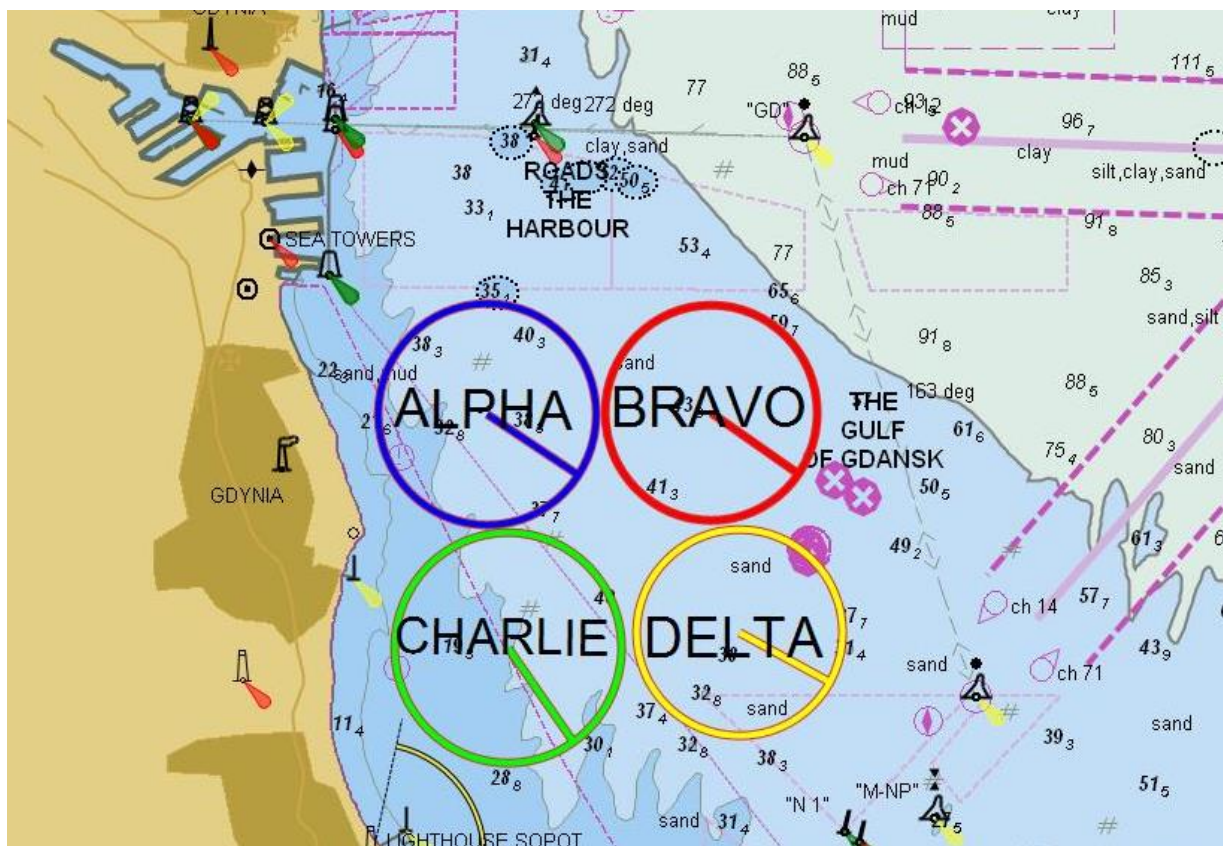 GDYNIA
clay
mud
31₄
88₅
111₅
77
272 deg
"GD"
ch 12
96₇
38
clay,sand
clay
ROADS
mud
silt,clay,sand
38
50₅
ch 71
90₂
THE
33₁
HARBOUR
88₅
91₈
SEA TOWERS
53₄
77
85₃
35₁
65₆
sand,silt
59₇
38₃
40₃
91₈
sand
sand,mud
88₅
163 deg
ALPHA
BRAVO
THE
GULF
OF GDANSK
61₆
75₄
80₃
sand
GDYNIA
41₃
50₅
49₂
61₃
sand
ch 14
57₇
CHARLIE
DELTA
43₉
sand
ch 71
32₈
11₄
37₄
sand
sand
30₁
32₈
38₃
39₃
28₈
51₅
"N 1"
"M-NP"
sand
31₄
LIGHTHOUSE SOPOT